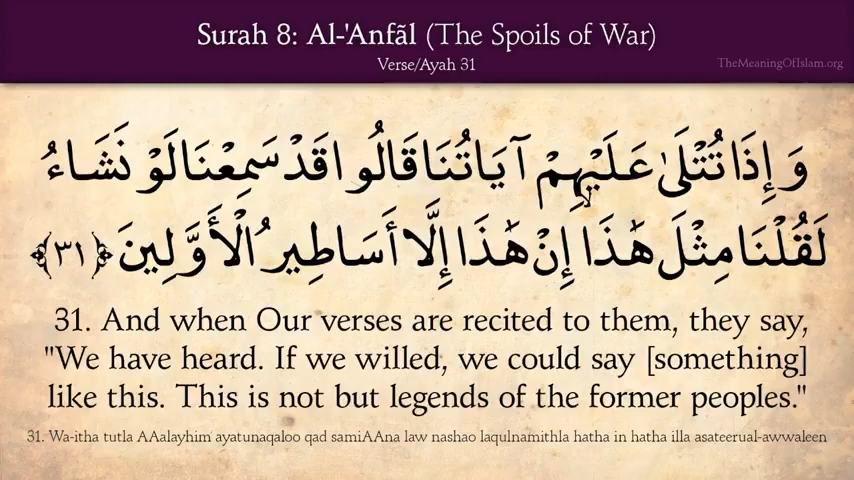 Surah 8: Al-'Anfãl (The Spoils of War)
Verse/Ayah 31
TheMeaningOfIslam.org
وَإِذَا تُتْلَىٰ عَلَيْهِمْ آيَاتُنَا قَالُوا قَدْ سَمِعْنَا لَوْ نَشَاءُ
لَقُلْنَا مِثْلَ هَٰذَا إِنْ هَٰذَا إِلَّا أَسَاطِيرُ الْأَوَّلِينَ ﴿٣١﴾
31. And when Our verses are recited to them, they say,
"We have heard. If we willed, we could say [something]
like this. This is not but legends of the former peoples."
31. Wa-itha tutla AAalayhim ayatunaqaloo qad samiAAna law nashao laqulnamithla hatha in hatha illa asateerual-awwaleen